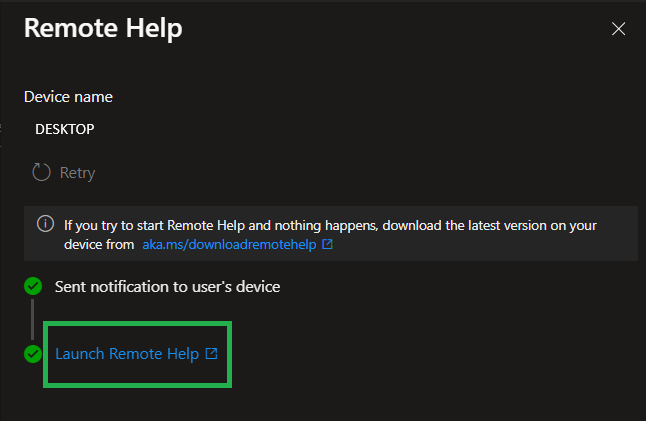 Remote Help
Device name
DESKTOP
Retry
If you try to start Remote Help and nothing happens, download the latest version on your
device from aka.ms/downloadremotehelp
Sent notification to user's device
Launch Remote Help